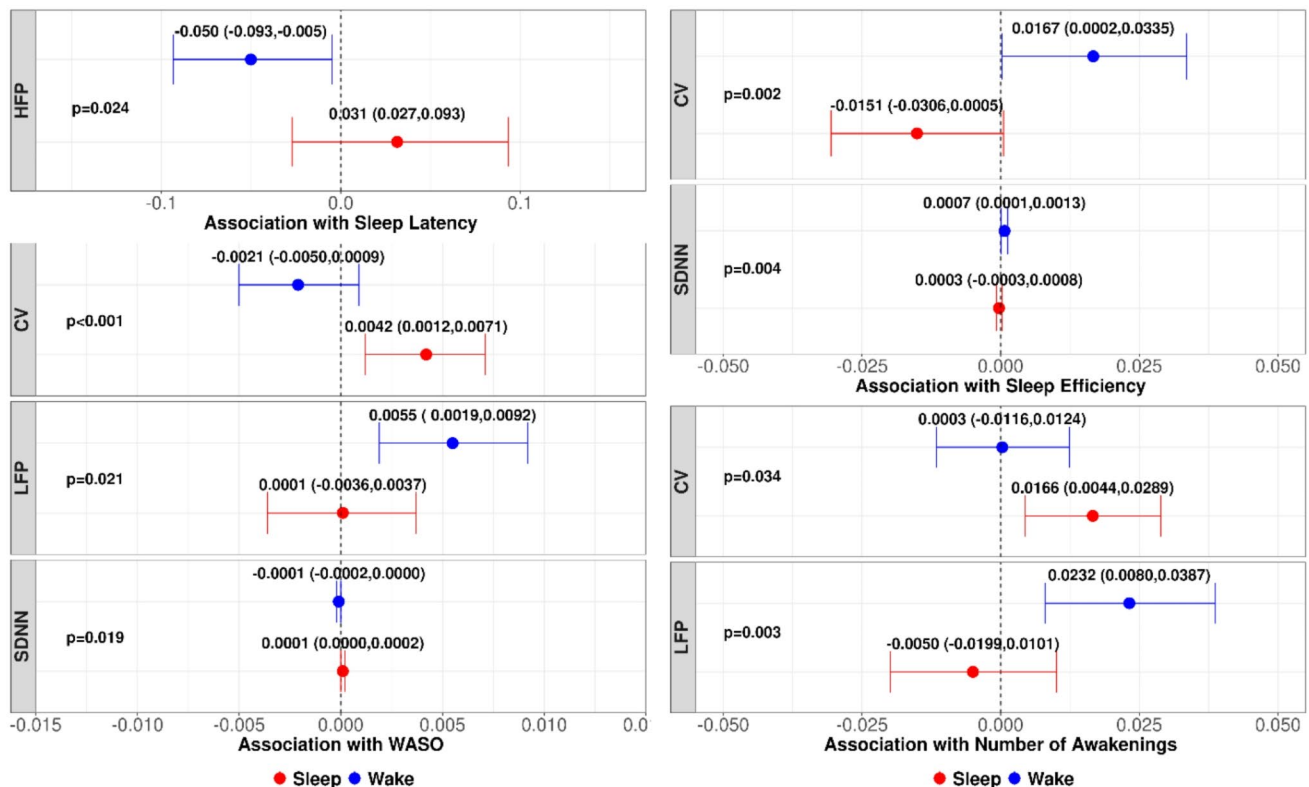 HFP
-0.050 (-0.093,-0.005)
p=0.024
0.031 (0.027,0.093)
-0.1
0.0
0.1
Association with Sleep Latency
CV
-0.0021 (-0.0050,0.0009)
p<0.001
0.0042 (0.0012,0.0071)
LFP
0.0055 ( 0.0019,0.0092)
p=0.021
0.0001 (-0.0036,0.0037)
SDNN
-0.0001 (-0.0002,0.0000)
p=0.019
0.0001 (0.0000,0.0002)
-0.015
-0.010
-0.005
0.000
0.005
0.010
0.0
Association with WASO
Sleep Wake
CV
0.0167 (0.0002,0.0335)
p=0.002
-0.0151 (-0.0306,0.0005)
SDNN
0.0007 (0.0001,0.0013)
p=0.004
0.0003 (-0.0003,0.0008)
-0.050
-0.025
0.000
0.025
0.050
Association with Sleep Efficiency
CV
0.0003 (-0.0116,0.0124)
p=0.034
0.0166 (0.0044,0.0289)
LFP
0.0232 (0.0080,0.0387)
p=0.003
-0.0050 (-0.0199,0.0101)
-0.050
-0.025
0.000
0.025
0.050
Association with Number of Awakenings
Sleep Wake